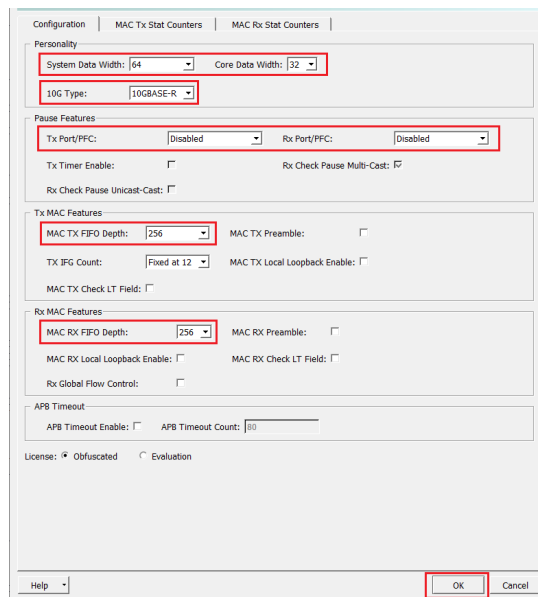 Configuration MAC Tx Stat Counters MAC Rx Stat Counters
Personality
System Data Width: 64 Core Data Width: 32
10G Type: 10GBASE-R
Pause Features
Tx Port/PFC: Disabled Rx Port/PFC: Disabled
Tx Timer Enable: Rx Check Pause Multi-Cast:
Rx Check Pause Unicast-Cast:
Tx MAC Features
MAC TX FIFO Depth: 256 MAC TX Preamble:
TX IFG Count: Fixed at 12 MAC TX Local Loopback Enable:
MAC TX Check LT Field:
Rx MAC Features
MAC RX FIFO Depth: 256 MAC RX Preamble:
MAC RX Local Loopback Enable: MAC RX Check LT Field:
Rx Global Flow Control:
APB Timeout
APB Timeout Enable: APB Timeout Count: 80
License: Obfuscated Evaluation
Help OK Cancel